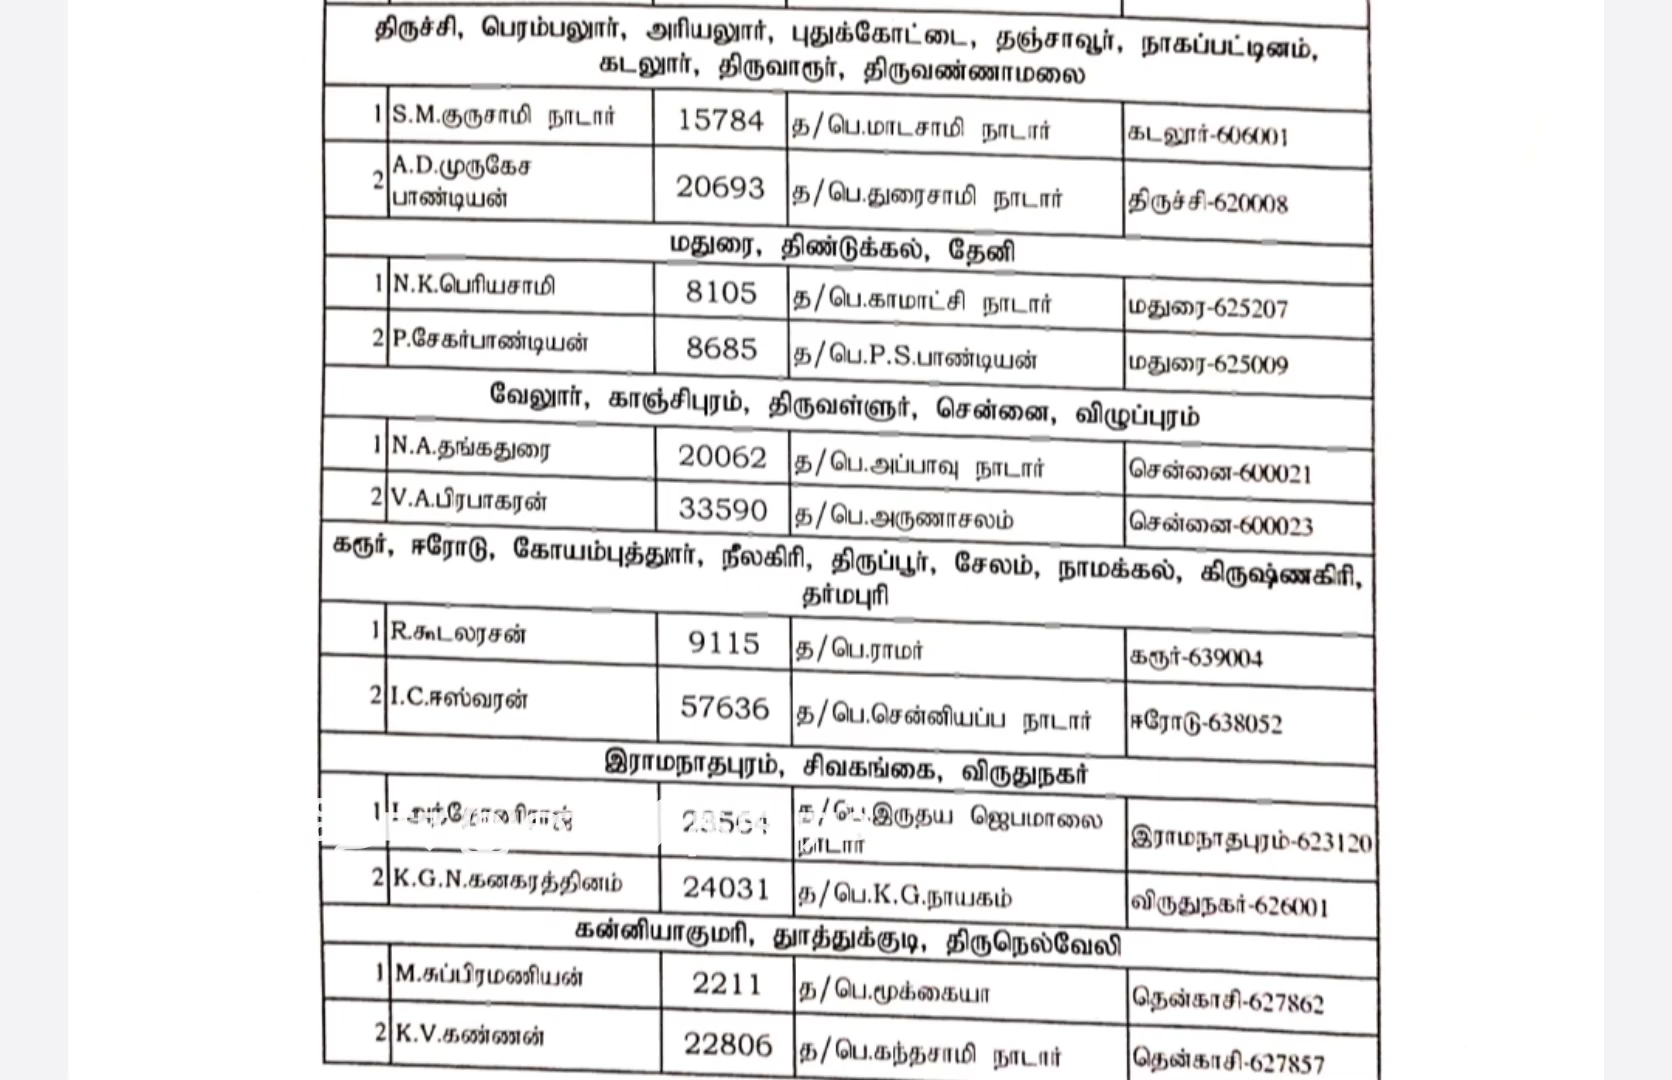 திருச்சி, பெரம்பலூர், அரியலூர், புதுக்கோட்டை, தஞ்சாவூர், நாகப்பட்டினம்,
கடலூர், திருவாரூர், திருவண்ணாமலை
1 S.M.குருசாமி நாடார் 15784 த/பெ.மாடசாமி நாடார் கடலூர்-606001
2 A.D.முருகேச பாண்டியன் 20693 த/பெ.துரைசாமி நாடார் திருச்சி-620008
மதுரை, திண்டுக்கல், தேனி
1 N.K.பெரியசாமி 8105 த/பெ.காமாட்சி நாடார் மதுரை-625207
2 P.சேகர்பாண்டியன் 8685 த/பெ.P.S.பாண்டியன் மதுரை-625009
வேலூர், காஞ்சிபுரம், திருவள்ளூர், சென்னை, விழுப்புரம்
1 N.A.தங்கதுரை 20062 த/பெ.அப்பாவு நாடார் சென்னை-600021
2 V.A.பிரபாகரன் 33590 த/பெ.அருணாசலம் சென்னை-600023
கரூர், ஈரோடு, கோயம்புத்தூர், நீலகிரி, திருப்பூர், சேலம், நாமக்கல், கிருஷ்ணகிரி,
தர்மபுரி
1 R.கூடலரசன் 9115 த/பெ.ராமர் கரூர்-639004
2 I.C.ஈஸ்வரன் 57636 த/பெ.சென்னியப்ப நாடார் ஈரோடு-638052
இராமநாதபுரம், சிவகங்கை, விருதுநகர்
1 23564 த/பெ.இருதய ஜெபமாலை நாடார் இராமநாதபுரம்-623120
2 K.G.N.கனகரத்தினம் 24031 த/பெ.K.G.நாயகம் விருதுநகர்-626001
கன்னியாகுமரி, தூத்துக்குடி, திருநெல்வேலி
1 M.சுப்பிரமணியன் 2211 த/பெ.மூக்கையா தென்காசி-627862
2 K.V.கண்ணன் 22806 த/பெ.கந்தசாமி நாடார் தென்காசி-627857